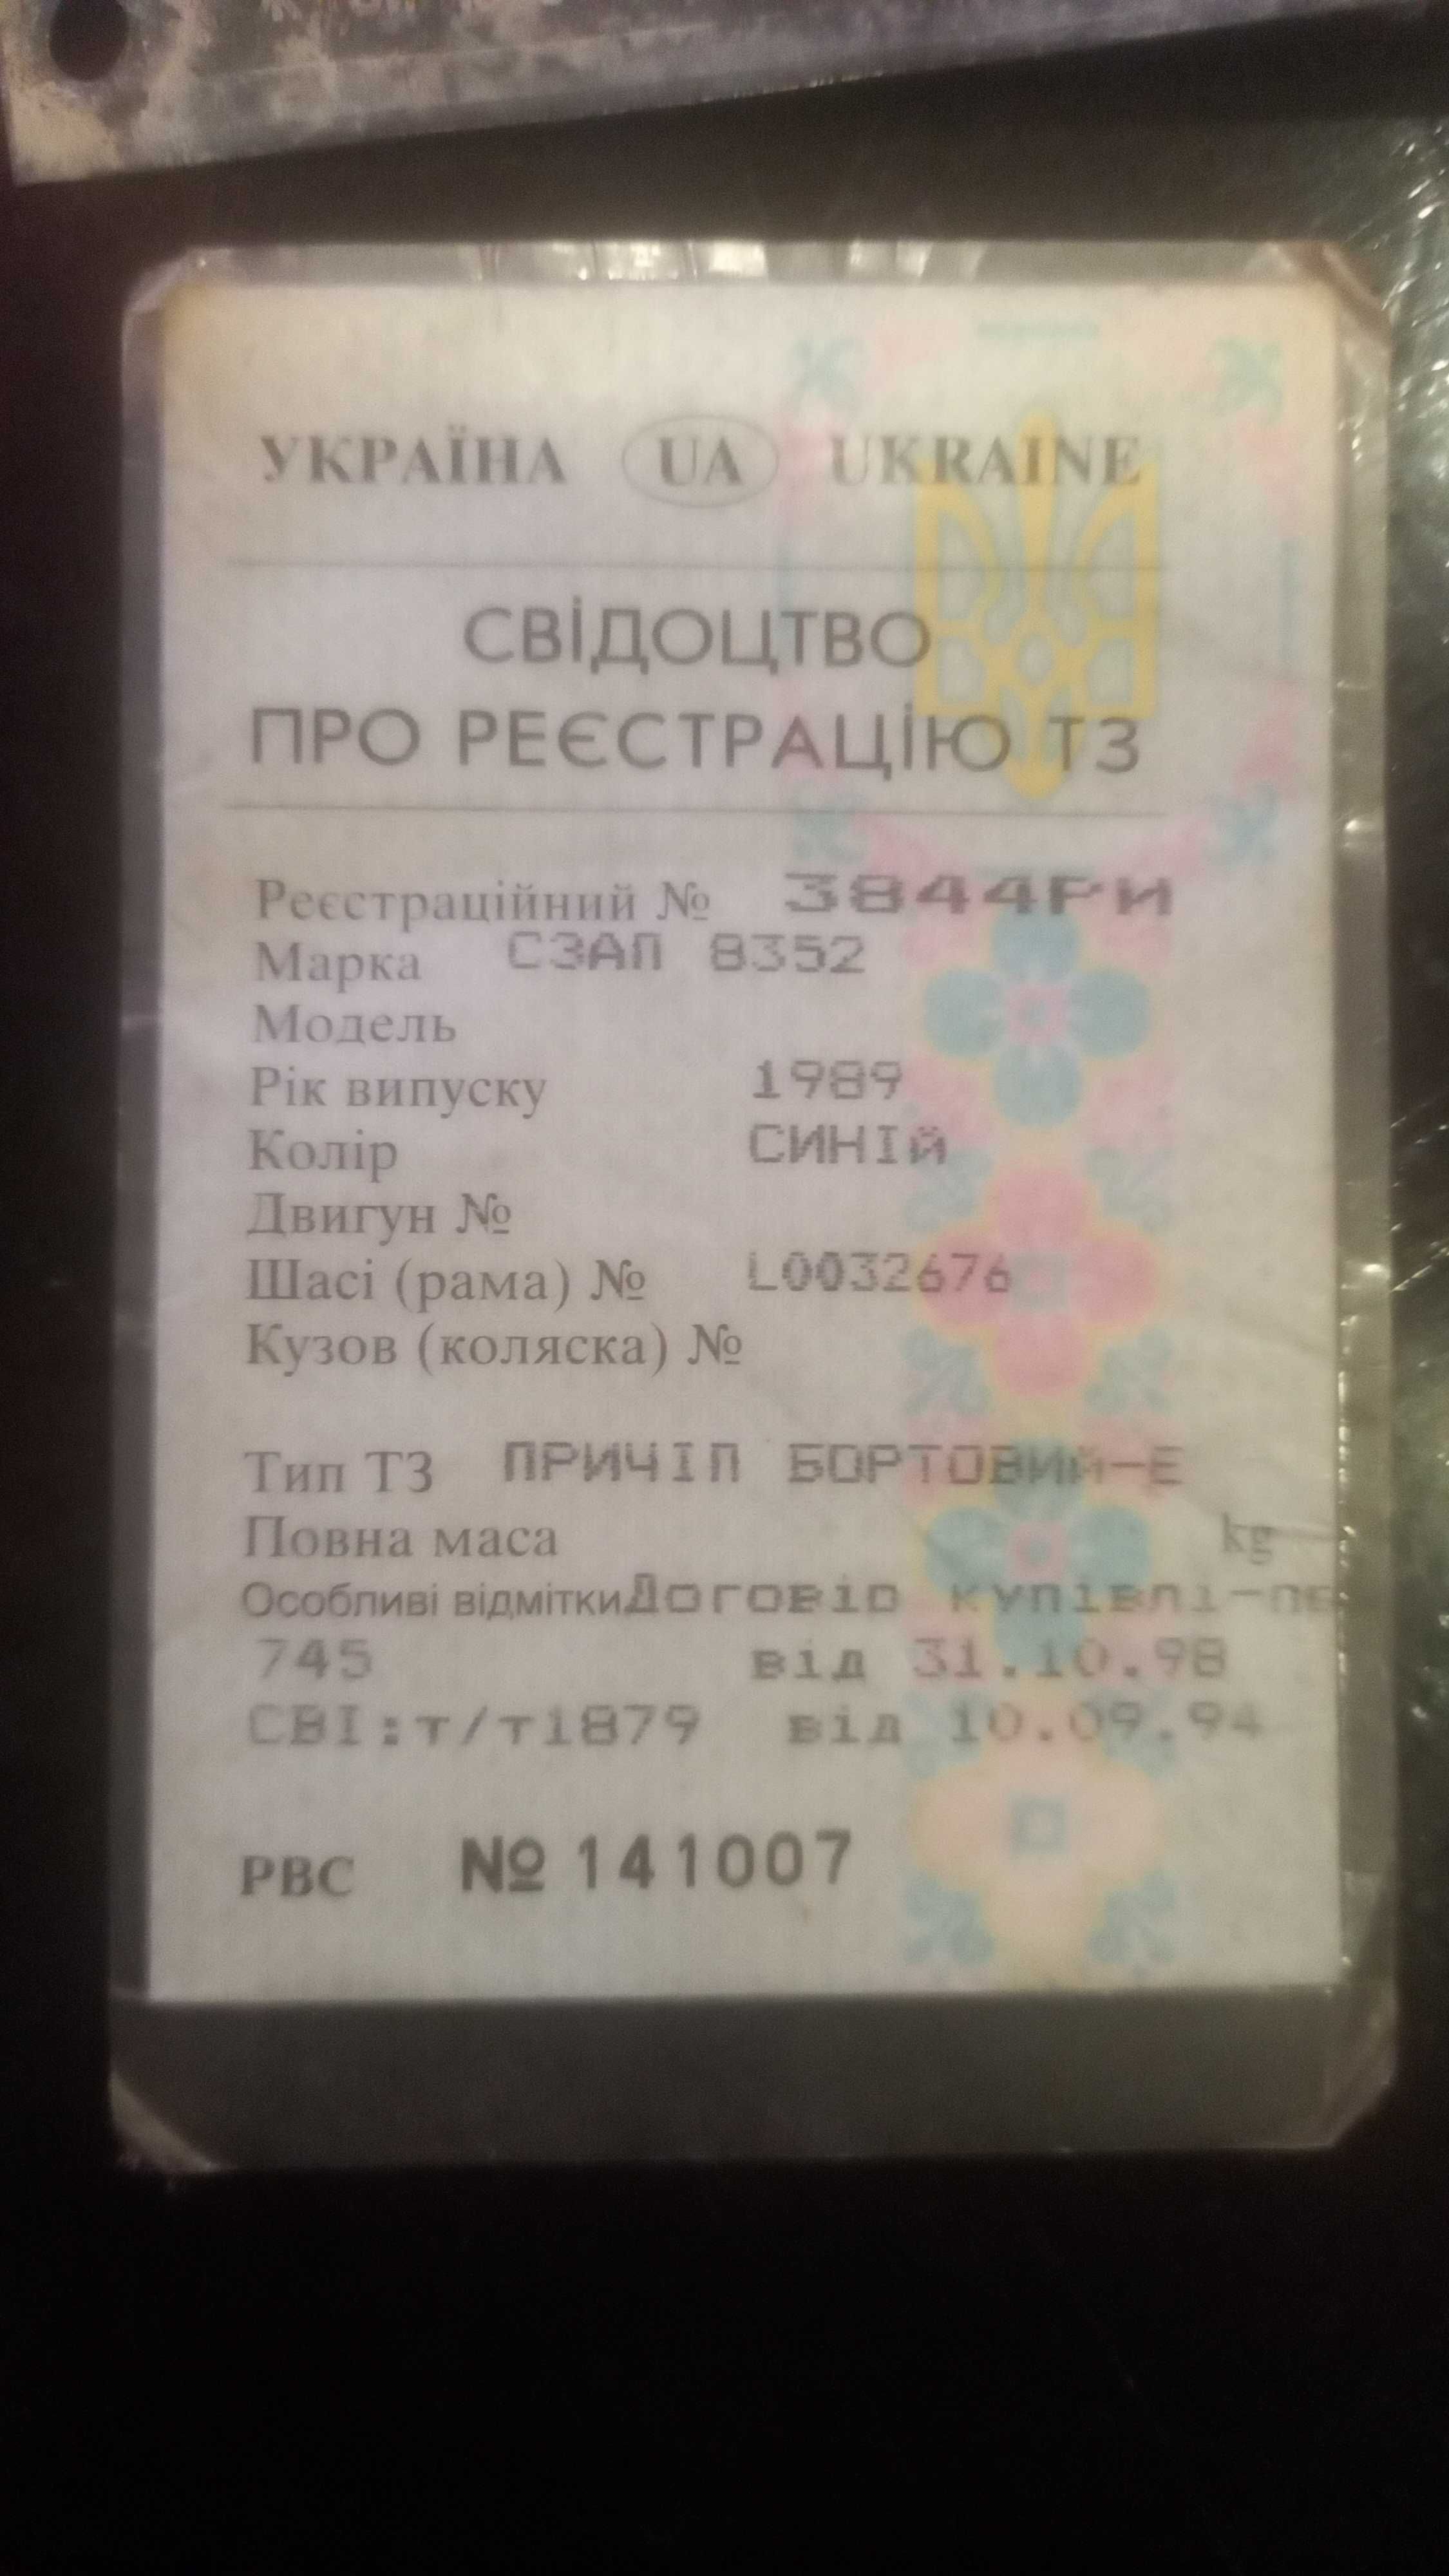 УКРАЇНА UA UKRAINE
СВІДОЦТВО
ПРО РЕЄСТРАЦІЮ ТЗ
Реєстраційний № 3844РИ
Марка СЗАП 8352
Модель
Рік випуску 1989
Колір СИНІЙ
Двигун №
Шасі (рама) № L0032676
Кузов (коляска) №
Тип ТЗ ПРИЧІП БОРТОВИЙ-Е
Повна маса kg
Особливі відмітки Договір купівлі-пр
745 від 31.10.98
СВІ:т/т1879 від 10.09.94
РВС № 141007